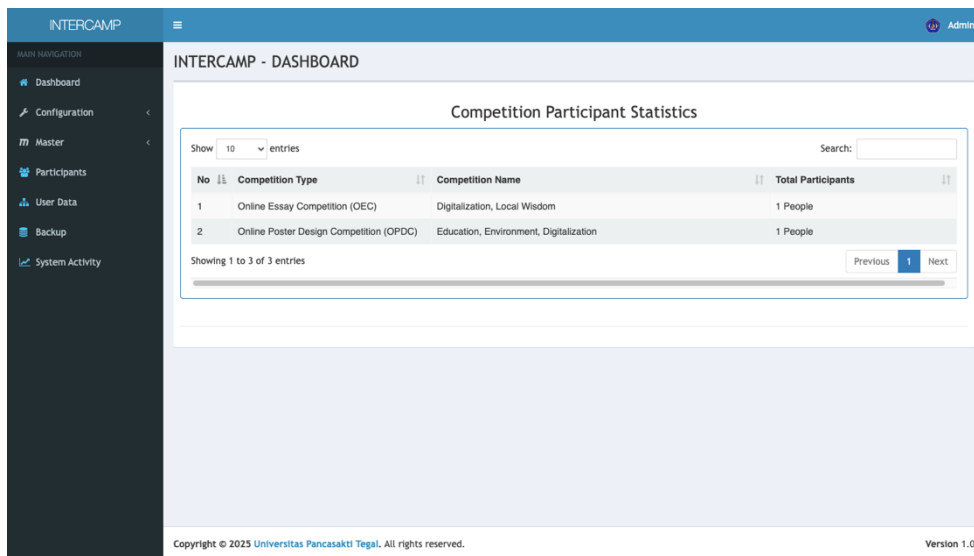 INTERCAMP
Admin
MAIN NAVIGATION
Dashboard
Configuration
Master
Participants
User Data
Backup
System Activity
INTERCAMP - DASHBOARD
Competition Participant Statistics
Show 10 entries
Search:
No Competition Type Competition Name Total Participants
1 Online Essay Competition (OEC) Digitalization, Local Wisdom 1 People
2 Online Poster Design Competition (OPDC) Education, Environment, Digitalization 1 People
Showing 1 to 3 of 3 entries
Previous 1 Next
Copyright © 2025 Universitas Pancasakti Tegal. All rights reserved.
Version 1.0